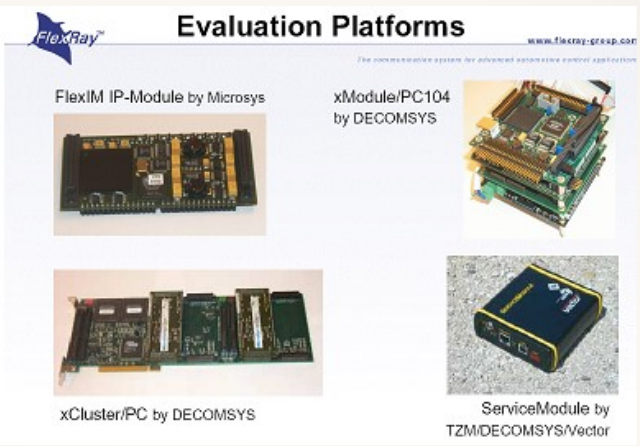 FlexRay™
Evaluation Platforms
www.flexray-group.com
The communication system for advanced automotive control applications
FlexIM IP-Module by Microsys
xModule/PC104
by DECOMSYS
xCluster/PC by DECOMSYS
ServiceModule by
TZM/DECOMSYS/Vector